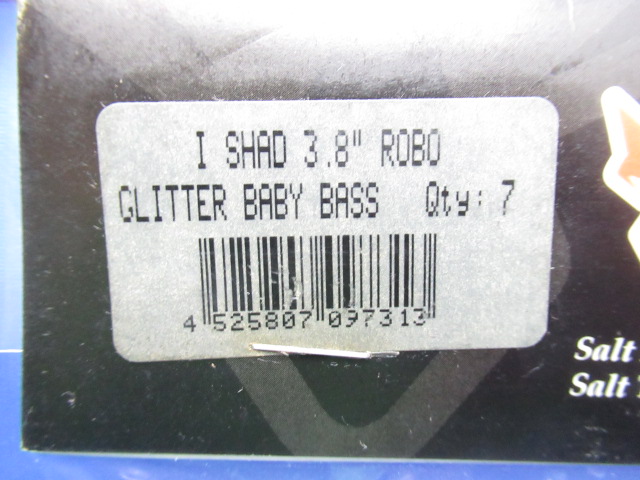 I SHAD 3.8" ROBO
GLITTER BABY BASS Qty: 7
4 525807 097313
Salt
Salt